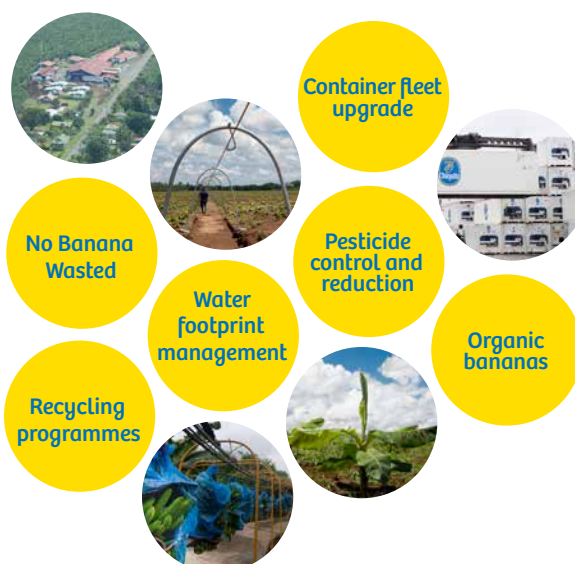 Container fleet
upgrade
Chiquita
No Banana
Wasted
Pesticide
control and
reduction
Water
footprint
management
Organic
bananas
Recycling
programmes